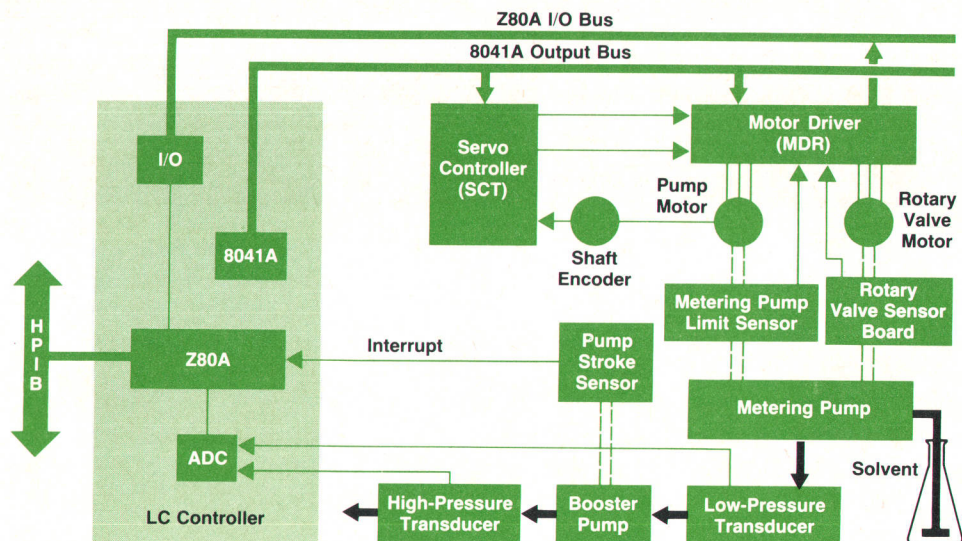 Z80A I/O Bus
8041A Output Bus
I/O
8041A
Servo
Controller
(SCT)
Motor Driver
(MDR)
Pump
Motor
Rotary
Valve
Motor
Shaft
Encoder
HPIB
Z80A
Interrupt
Pump
Stroke
Sensor
Metering Pump
Limit Sensor
Rotary
Valve Sensor
Board
Metering Pump
ADC
Solvent
LC Controller
High-Pressure
Transducer
Booster
Pump
Low-Pressure
Transducer